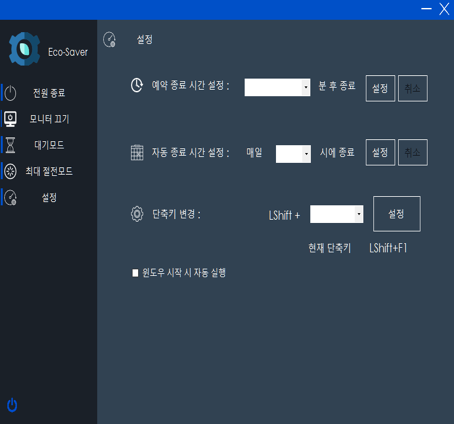 Eco-Saver
전원 종료
모니터 끄기
대기모드
최대 절전모드
설정
설정
예약 종료 시간 설정 : 분 후 종료 설정 취소
자동 종료 시간 설정 : 매일 시에 종료 설정 취소
단축키 변경 : LShift + 설정
현재 단축키 LShift+F1
윈도우 시작 시 자동 실행